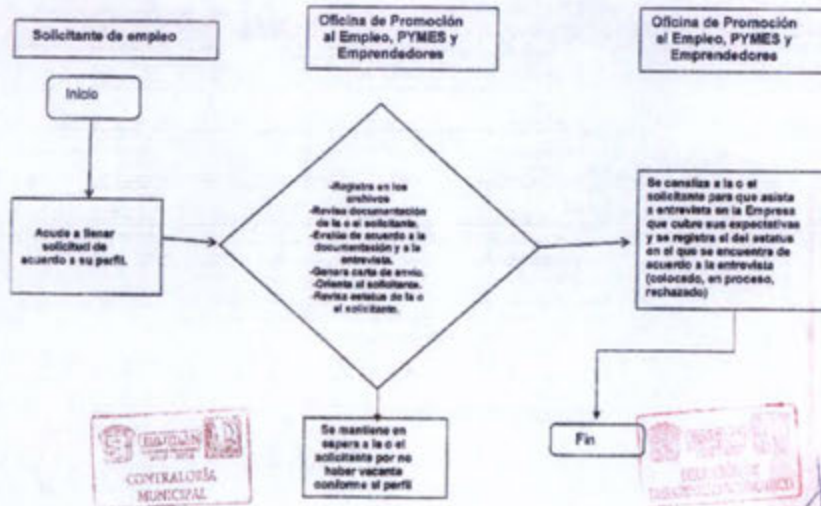 Solicitante de empleo
Oficina de Promoción
al Empleo, PYMES y
Emprendedores
Oficina de Promoción
al Empleo, PYMES y
Emprendedores
Inicio
Acude a llenar
solicitud de
acuerdo a su perfil.
-Registra en los
archivos
-Revisa documentación
de la o el solicitante.
-Evalúa de acuerdo a la
documentación y a la
entrevista.
-Genera carta de envío.
-Orienta al solicitante.
-Revisa estatus de la o
el solicitante.
Se canaliza a la o el
solicitante para que asista
a entrevista en la Empresa
que cubre sus expectativas
y se registra el del estatus
en el que se encuentra de
acuerdo a la entrevista
(colocado, en proceso,
rechazado)
Se mantiene en
espera a la o el
solicitante por no
haber vacante
conforme al perfil
Fin
CONTRALORÍA
MUNICIPAL